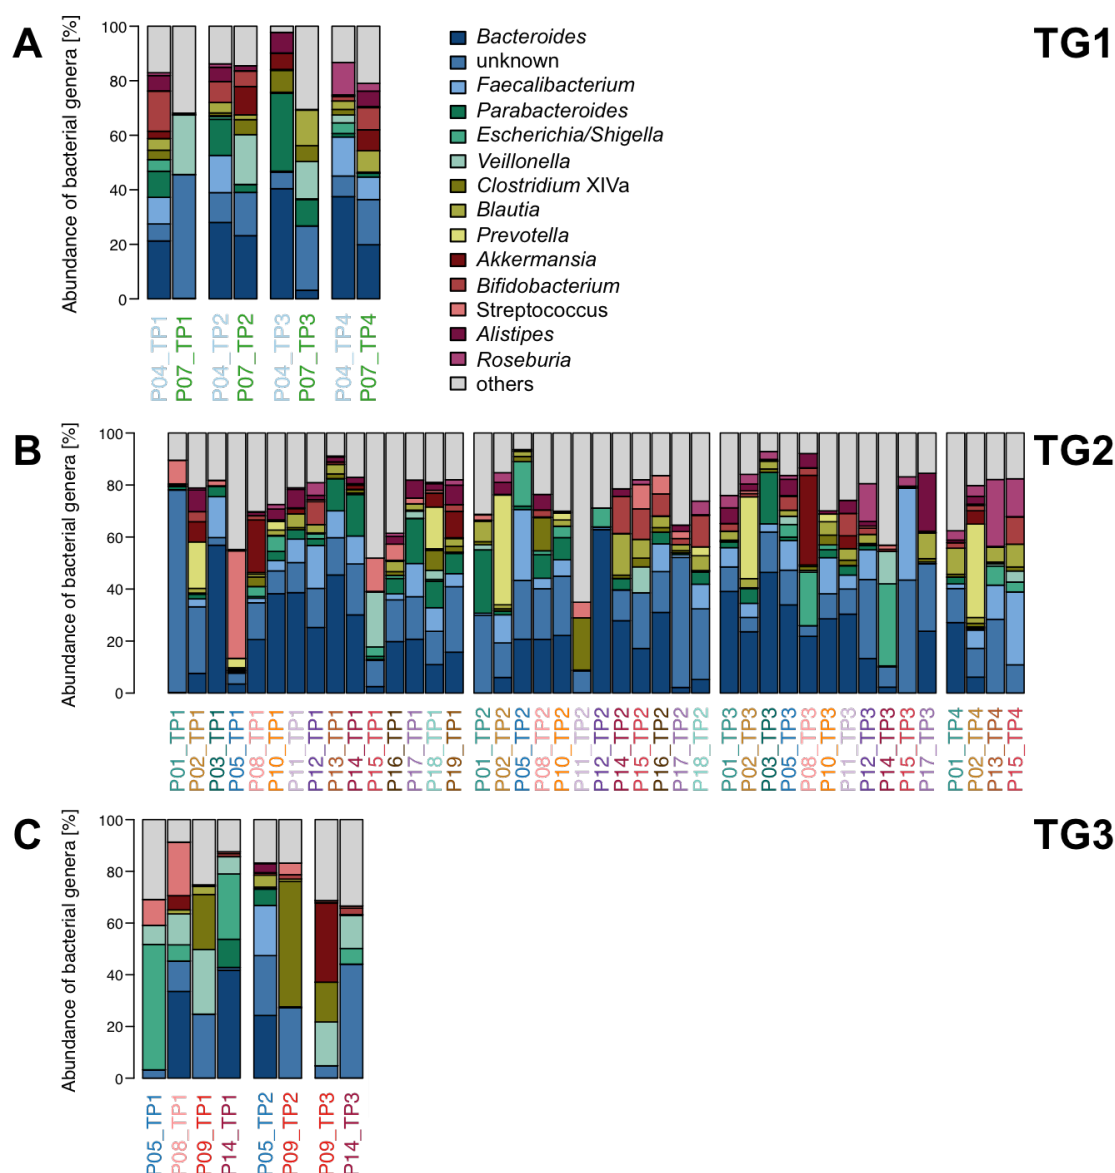 A
TG1
Abundance of bacterial genera [%]
100
80
60
40
20
0
P04_TP1
P07_TP1
P04_TP2
P07_TP2
P04_TP3
P07_TP3
P04_TP4
P07_TP4
Bacteroides
unknown
Faecalibacterium
Parabacteroides
Escherichia/Shigella
Veillonella
Clostridium XIVa
Blautia
Prevotella
Akkermansia
Bifidobacterium
Streptococcus
Alistipes
Roseburia
others
B
TG2
Abundance of bacterial genera [%]
100
80
60
40
20
0
P01_TP1
P02_TP1
P03_TP1
P05_TP1
P08_TP1
P10_TP1
P11_TP1
P12_TP1
P13_TP1
P14_TP1
P15_TP1
P16_TP1
P17_TP1
P18_TP1
P19_TP1
P01_TP2
P02_TP2
P05_TP2
P08_TP2
P10_TP2
P11_TP2
P12_TP2
P14_TP2
P15_TP2
P16_TP2
P17_TP2
P18_TP2
P01_TP3
P02_TP3
P03_TP3
P05_TP3
P08_TP3
P10_TP3
P11_TP3
P12_TP3
P14_TP3
P15_TP3
P17_TP3
P01_TP4
P02_TP4
P13_TP4
P15_TP4
C
TG3
Abundance of bacterial genera [%]
100
80
60
40
20
0
P05_TP1
P08_TP1
P09_TP1
P14_TP1
P05_TP2
P09_TP2
P09_TP3
P14_TP3